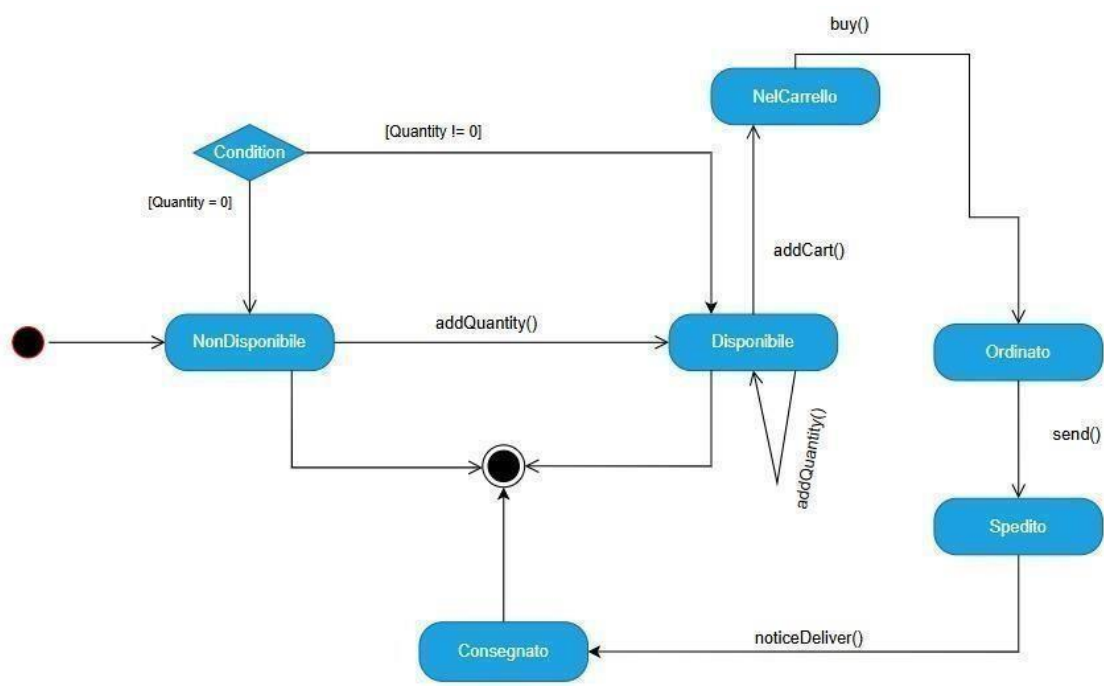 buy()
NelCarrello
[Quantity != 0]
Condition
[Quantity = 0]
addCart()
addQuantity()
NonDisponibile
Disponibile
Ordinato
addQuantity()
send()
Spedito
noticeDeliver()
Consegnato